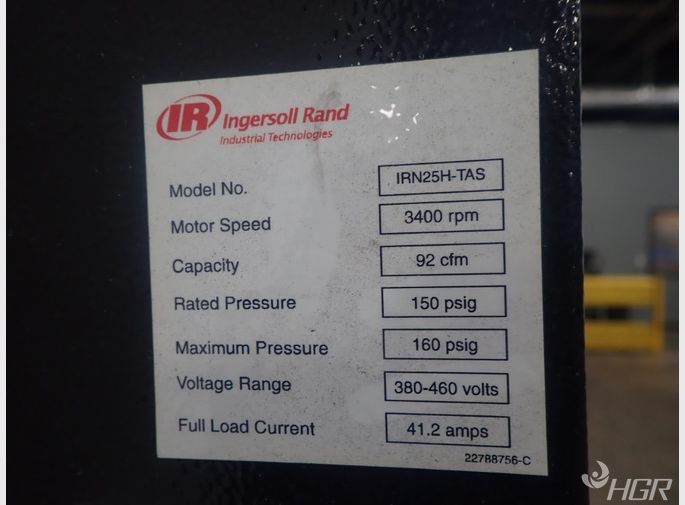 IR Ingersoll Rand
Industrial Technologies
Model No. IRN25H-TAS
Motor Speed 3400 rpm
Capacity 92 cfm
Rated Pressure 150 psig
Maximum Pressure 160 psig
Voltage Range 380-460 volts
Full Load Current 41.2 amps
22788756-C
HGR